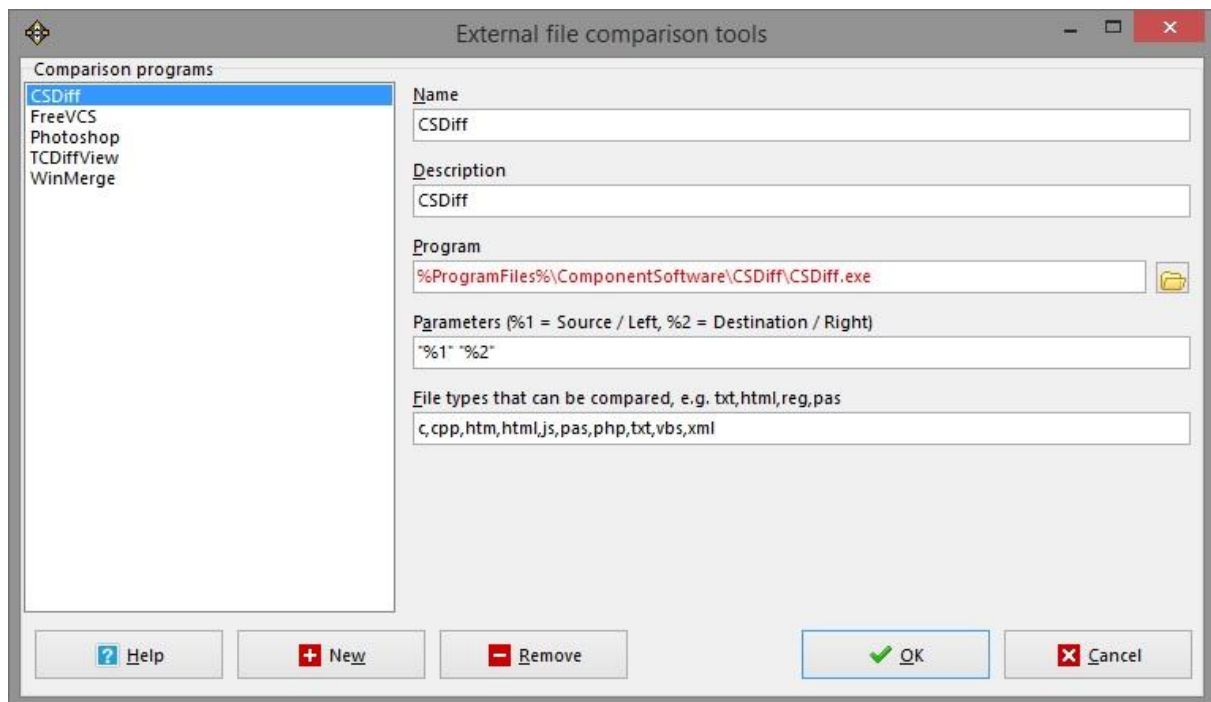 External file comparison tools
Comparison programs
CSDiff
FreeVCS
Photoshop
TCDiffView
WinMerge
Name
CSDiff
Description
CSDiff
Program
%ProgramFiles%\ComponentSoftware\CSDiff\CSDiff.exe
Parameters (%1 = Source / Left, %2 = Destination / Right)
"%1" "%2"
File types that can be compared, e.g. txt,html,reg,pas
c,cpp,htm,html,js,pas,php,txt,vbs,xml
Help New Remove OK Cancel